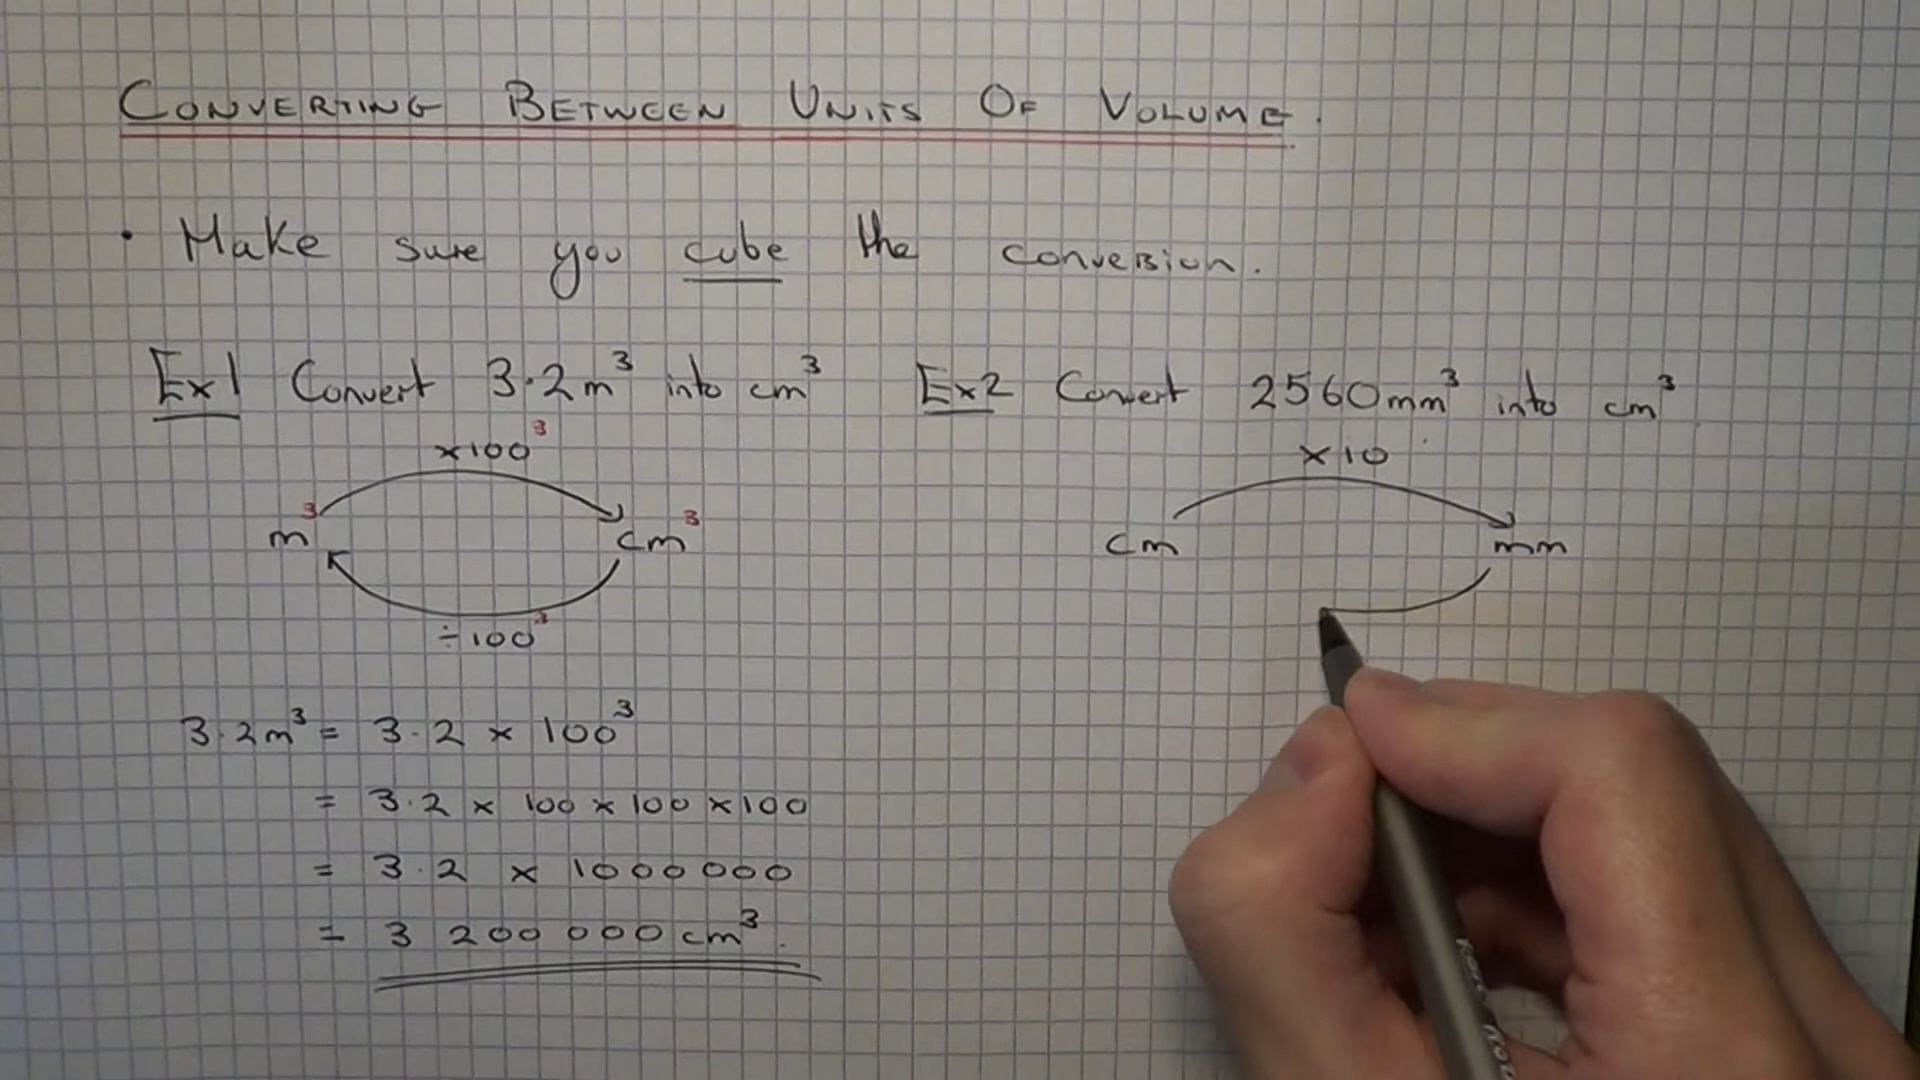 CONVERTING BETWEEN UNITS OF VOLUME.
• Make sure you cube the conversion.
Ex1 Convert 3.2m³ into cm³
×100³
m³ cm³
÷100³
3.2m³ = 3.2 × 100³
= 3.2 × 100 × 100 × 100
= 3.2 × 1000000
= 3 200 000 cm³.
Ex2 Convert 2560mm³ into cm³
×10
cm mm